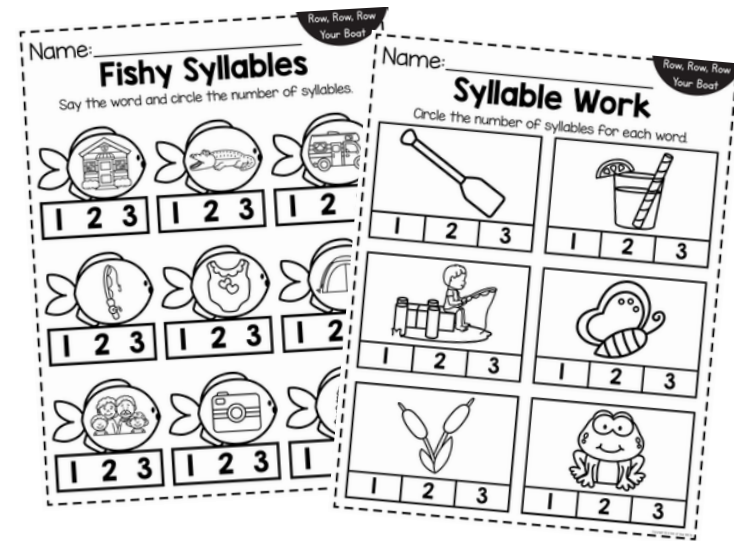 Row, Row, Row
Your Boat
Name:
Fishy Syllables
Say the word and circle the number of syllables.
1 2 3
1 2 3
1 2
1 2 3
1 2 3
1 2
1 2 3
1 2 3
1
Row, Row, Row
Your Boat
Name:
Syllable Work
Circle the number of syllables for each word.
1 2 3
1 2 3
1 2 3
1 2 3
1 2 3
1 2 3